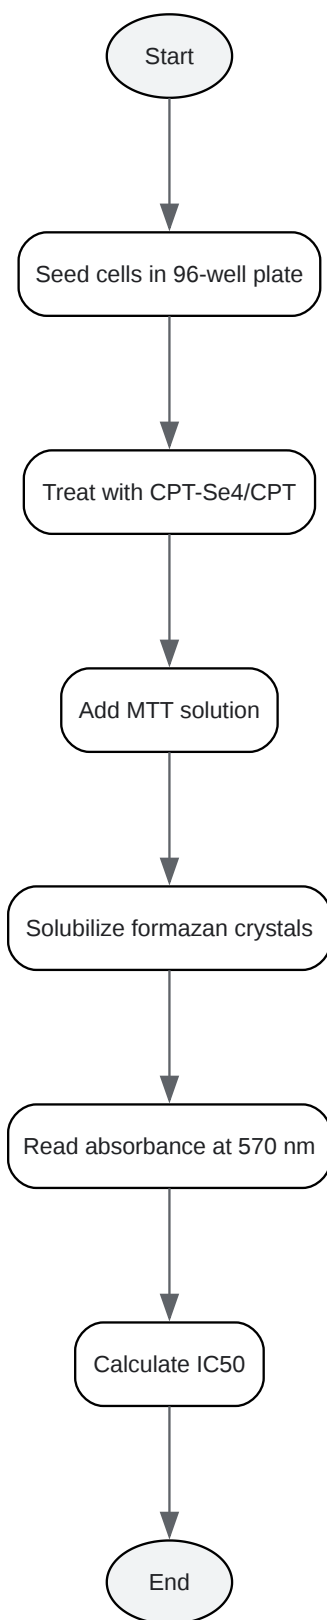 Start
Seed cells in 96-well plate
Treat with CPT-Se4/CPT
Add MTT solution
Solubilize formazan crystals
Read absorbance at 570 nm
Calculate IC50
End